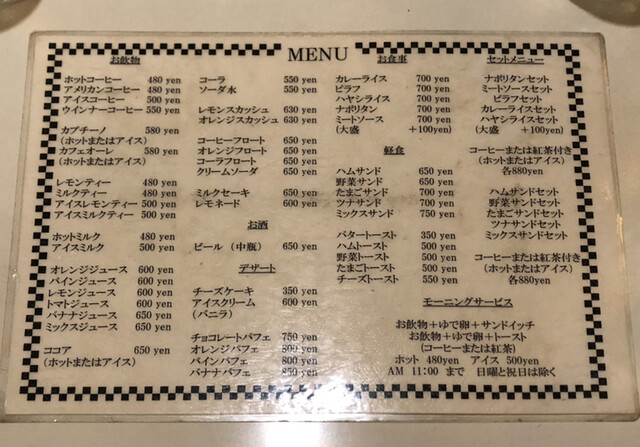 MENU
お飲物
ホットコーヒー 480 yen
アメリカンコーヒー 480 yen
アイスコーヒー 500 yen
ウインナーコーヒー 550 yen
カプチーノ 580 yen
(ホットまたはアイス)
カフェオーレ 580 yen
(ホットまたはアイス)
レモンティー 480 yen
ミルクティー 480 yen
アイスレモンティー 500 yen
アイスミルクティー 500 yen
ホットミルク 480 yen
アイスミルク 500 yen
オレンジジュース 600 yen
パインジュース 600 yen
レモンジュース 600 yen
トマトジュース 600 yen
バナナジュース 650 yen
ミックスジュース 650 yen
ココア 650 yen
(ホットまたはアイス)
コーラ 550 yen
ソーダ水 550 yen
レモンスカッシュ 630 yen
オレンジスカッシュ 630 yen
コーヒーフロート 650 yen
オレンジフロート 650 yen
コーラフロート 650 yen
クリームソーダ 650 yen
ミルクセーキ 650 yen
レモネード 600 yen
お酒
ビール (中瓶) 650 yen
デザート
チーズケーキ 350 yen
アイスクリーム 600 yen
(バニラ)
チョコレートパフェ 750 yen
オレンジパフェ 800 yen
パインパフェ 800 yen
バナナパフェ 850 yen
お食事
カレーライス 700 yen
ピラフ 700 yen
ハヤシライス 700 yen
ナポリタン 700 yen
ミートソース 700 yen
(大盛 +100yen)
軽食
ハムサンド 650 yen
野菜サンド 650 yen
たまごサンド 700 yen
ツナサンド 700 yen
ミックスサンド 750 yen
バタートースト 350 yen
ハムトースト 500 yen
野菜トースト 500 yen
たまごトースト 500 yen
チーズトースト 550 yen
セットメニュー
ナポリタンセット
ミートソースセット
ピラフセット
カレーライスセット
ハヤシライスセット
(大盛 +100yen)
コーヒーまたは紅茶付き
(ホットまたはアイス)
各880yen
ハムサンドセット
野菜サンドセット
たまごサンドセット
ツナサンドセット
ミックスサンドセット
コーヒーまたは紅茶付き
(ホットまたはアイス)
各880yen
モーニングサービス
お飲物+ゆで卵+サンドイッチ
お飲物+ゆで卵+トースト
(コーヒーまたは紅茶)
ホット 480yen アイス 500yen
AM 11:00 まで 日曜と祝日は除く